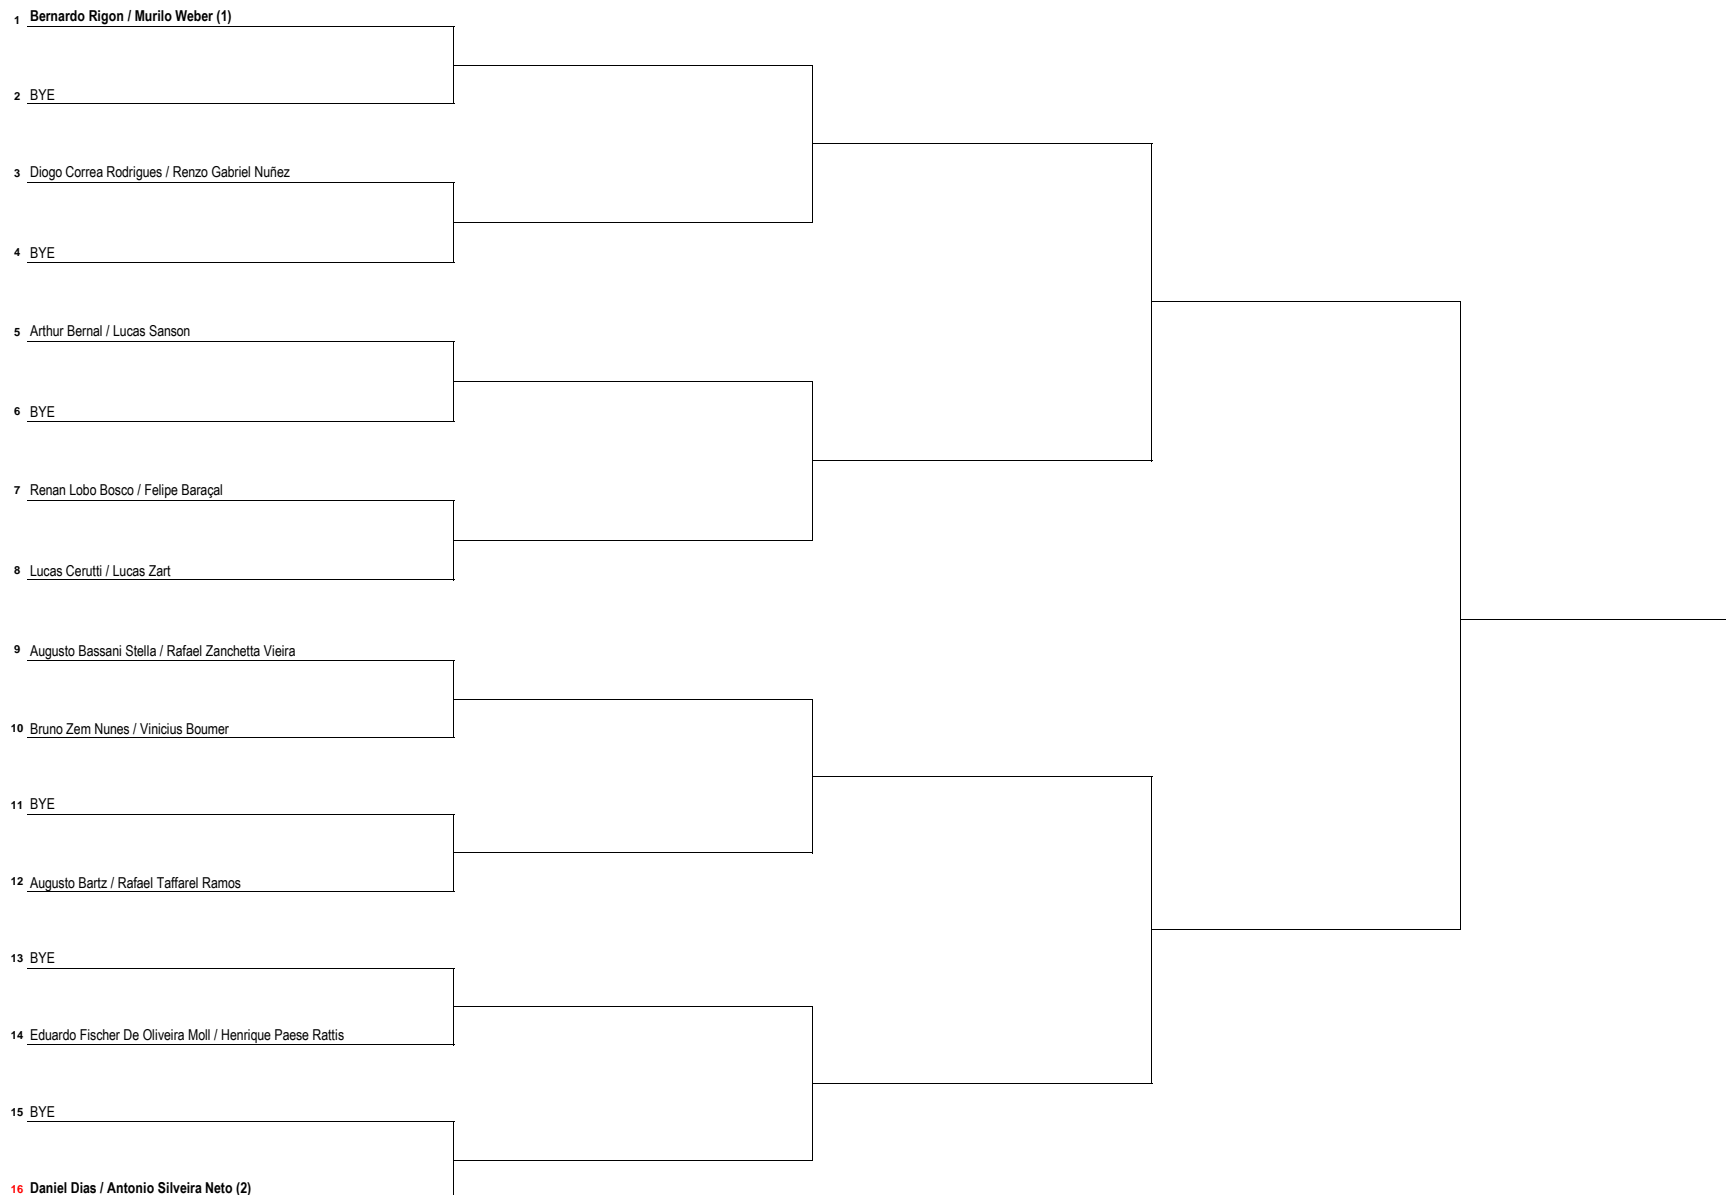 1 Bernardo Rigon / Murilo Weber (1)
2 BYE
3 Diogo Correa Rodrigues / Renzo Gabriel Nuñez
4 BYE
5 Arthur Bernal / Lucas Sanson
6 BYE
7 Renan Lobo Bosco / Felipe Baraçal
8 Lucas Cerutti / Lucas Zart
9 Augusto Bassani Stella / Rafael Zanchetta Vieira
10 Bruno Zem Nunes / Vinicius Boumer
11 BYE
12 Augusto Bartz / Rafael Taffarel Ramos
13 BYE
14 Eduardo Fischer De Oliveira Moll / Henrique Paese Rattis
15 BYE
16 Daniel Dias / Antonio Silveira Neto (2)